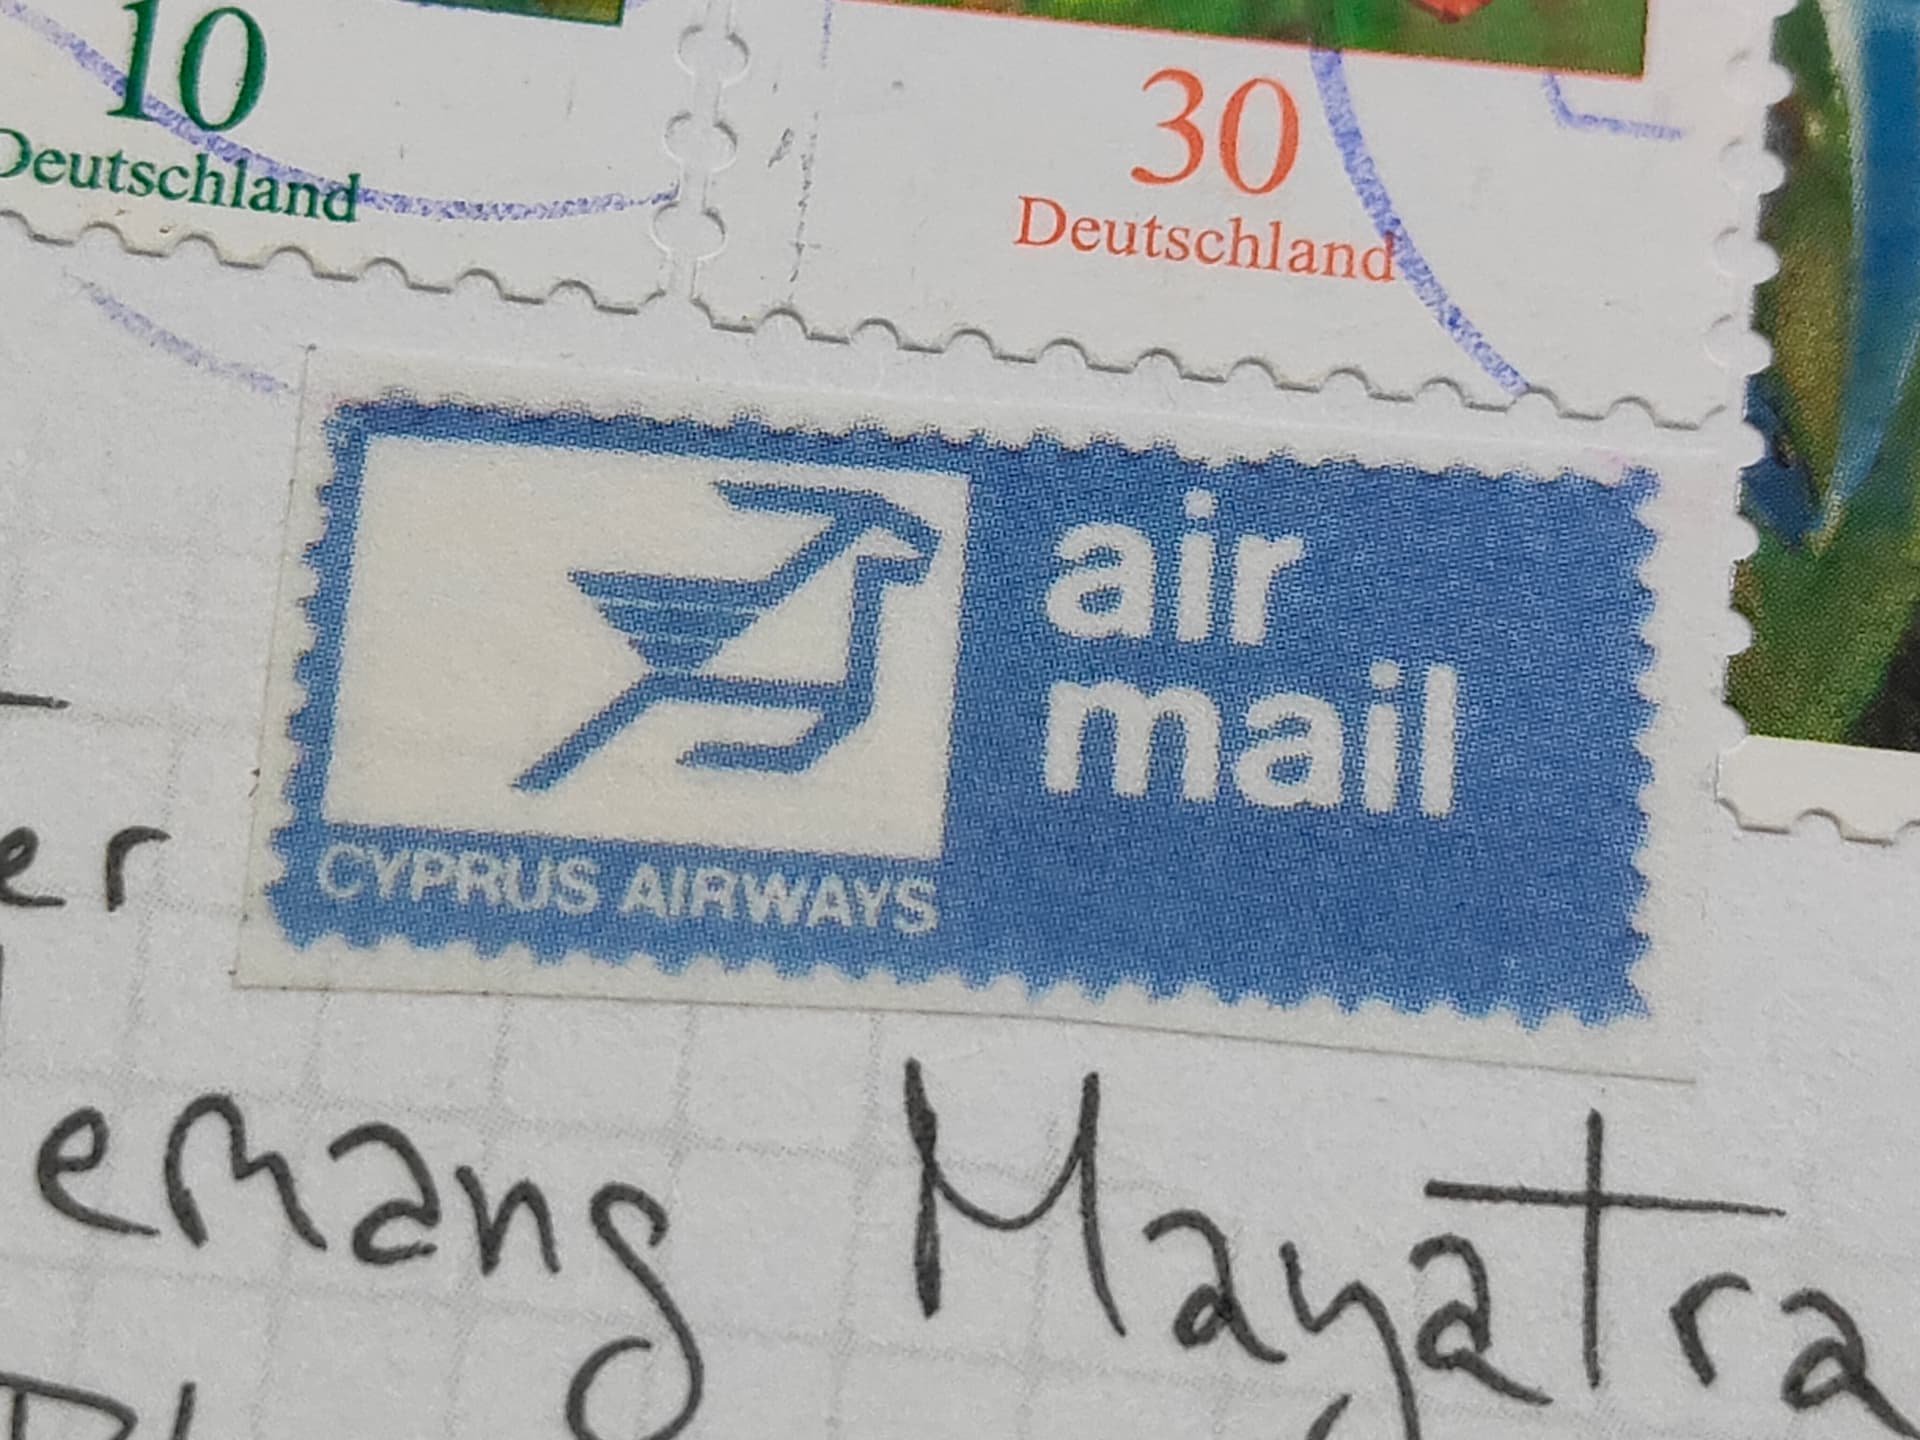 10
Deutschland
30
Deutschland
air
mail
CYPRUS AIRWAYS
er
emang Mayatra